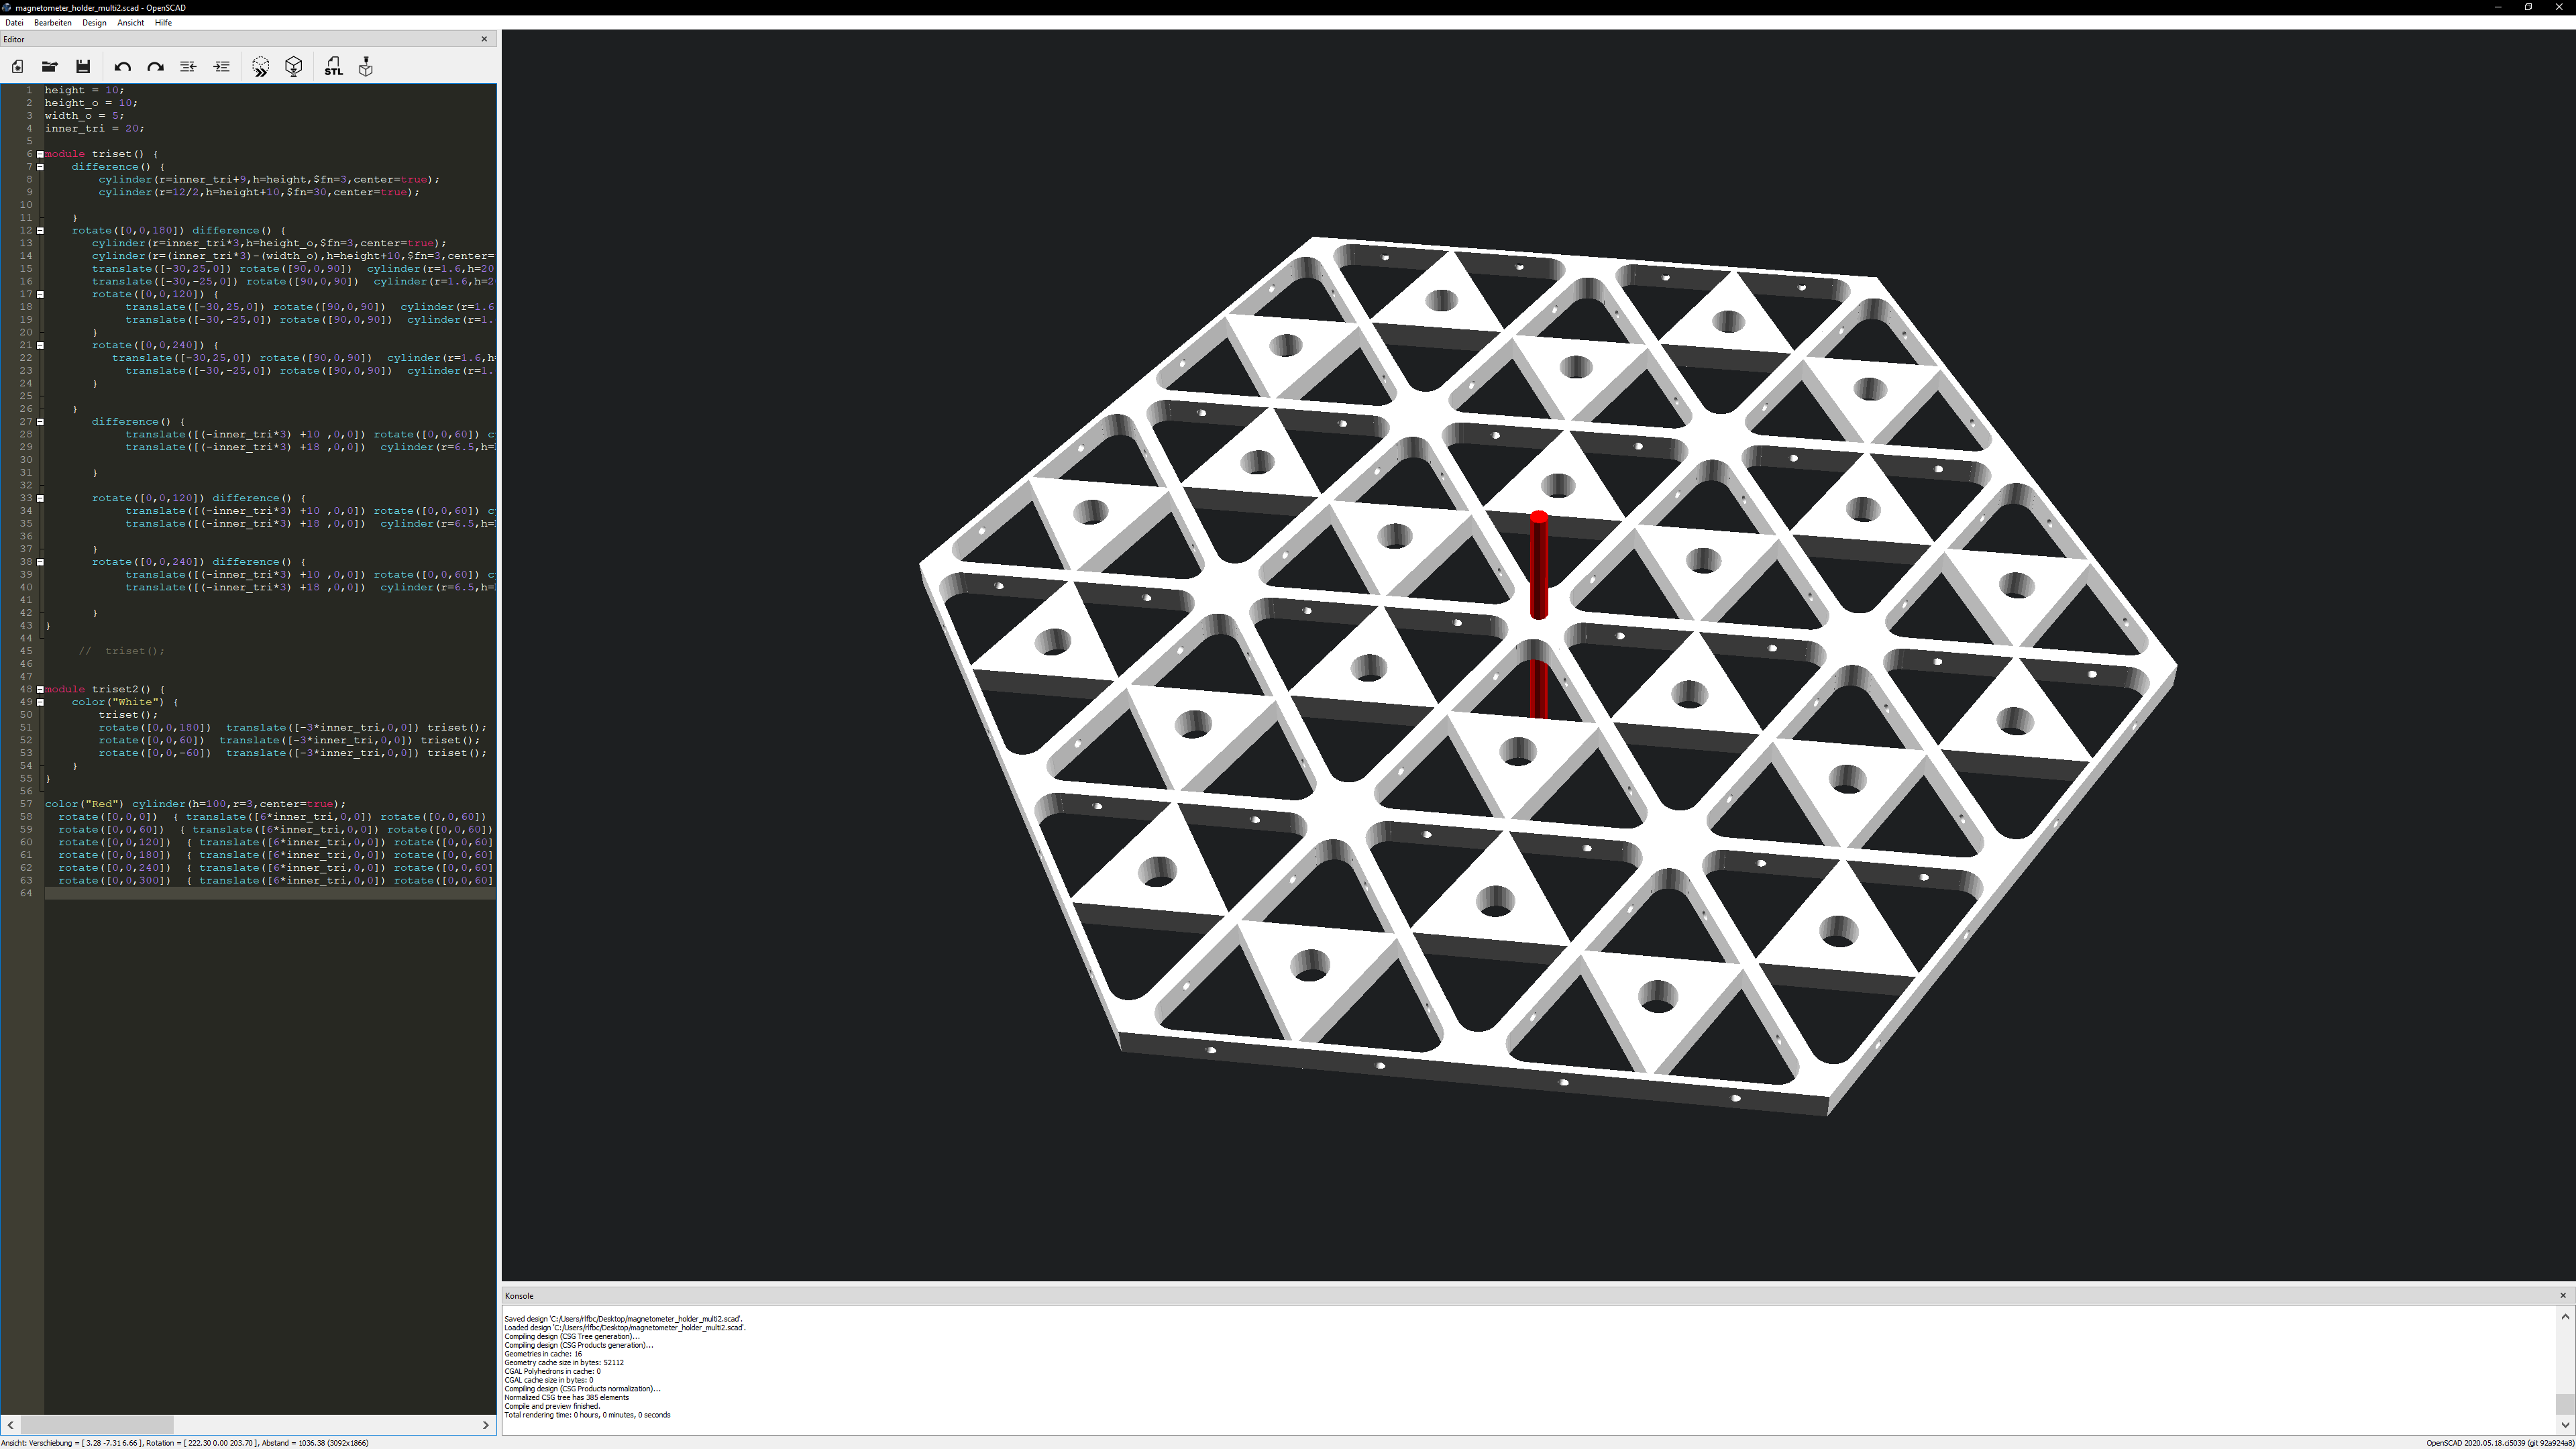 magnetometer_holder_multi2.scad - OpenSCAD
Datei Bearbeiten Design Ansicht Hilfe
Editor
STL
1 height = 10;
2 height_o = 10;
3 width_o = 5;
4 inner_tri = 20;
5
6 module triset() {
7 difference() {
8 cylinder(r=inner_tri+9,h=height,$fn=3,center=true);
9 cylinder(r=12/2,h=height+10,$fn=30,center=true);
10
11 }
12 rotate([0,0,180]) difference() {
13 cylinder(r=inner_tri*3,h=height_o,$fn=3,center=true);
14 cylinder(r=(inner_tri*3)-(width_o),h=height+10,$fn=3,center=
15 translate([-30,25,0]) rotate([90,0,90]) cylinder(r=1.6,h=20
16 translate([-30,-25,0]) rotate([90,0,90]) cylinder(r=1.6,h=2
17 rotate([0,0,120]) {
18 translate([-30,25,0]) rotate([90,0,90]) cylinder(r=1.6
19 translate([-30,-25,0]) rotate([90,0,90]) cylinder(r=1.
20 }
21 rotate([0,0,240]) {
22 translate([-30,25,0]) rotate([90,0,90]) cylinder(r=1.6,h=
23 translate([-30,-25,0]) rotate([90,0,90]) cylinder(r=1.
24 }
25
26 }
27 difference() {
28 translate([(-inner_tri*3) +10 ,0,0]) rotate([0,0,60]) c
29 translate([(-inner_tri*3) +18 ,0,0]) cylinder(r=6.5,h=
30
31 }
32
33 rotate([0,0,120]) difference() {
34 translate([(-inner_tri*3) +10 ,0,0]) rotate([0,0,60]) c
35 translate([(-inner_tri*3) +18 ,0,0]) cylinder(r=6.5,h=
36
37 }
38 rotate([0,0,240]) difference() {
39 translate([(-inner_tri*3) +10 ,0,0]) rotate([0,0,60]) c
40 translate([(-inner_tri*3) +18 ,0,0]) cylinder(r=6.5,h=
41
42 }
43 }
44
45 // triset();
46
47
48 module triset2() {
49 color("White") {
50 triset();
51 rotate([0,0,180]) translate([-3*inner_tri,0,0]) triset();
52 rotate([0,0,60]) translate([-3*inner_tri,0,0]) triset();
53 rotate([0,0,-60]) translate([-3*inner_tri,0,0]) triset();
54 }
55 }
56
57 color("Red") cylinder(h=100,r=3,center=true);
58 rotate([0,0,0]) { translate([6*inner_tri,0,0]) rotate([0,0,60])
59 rotate([0,0,60]) { translate([6*inner_tri,0,0]) rotate([0,0,60])
60 rotate([0,0,120]) { translate([6*inner_tri,0,0]) rotate([0,0,60]
61 rotate([0,0,180]) { translate([6*inner_tri,0,0]) rotate([0,0,60]
62 rotate([0,0,240]) { translate([6*inner_tri,0,0]) rotate([0,0,60]
63 rotate([0,0,300]) { translate([6*inner_tri,0,0]) rotate([0,0,60]
64
Konsole
Saved design 'C:/Users/rlfbc/Desktop/magnetometer_holder_multi2.scad'.
Loaded design 'C:/Users/rlfbc/Desktop/magnetometer_holder_multi2.scad'.
Compiling design (CSG Tree generation)...
Compiling design (CSG Products generation)...
Geometries in cache: 16
Geometry cache size in bytes: 52112
CGAL Polyhedrons in cache: 0
CGAL cache size in bytes: 0
Compiling design (CSG Products normalization)...
Normalized CSG tree has 385 elements
Compile and preview finished.
Total rendering time: 0 hours, 0 minutes, 0 seconds
Ansicht: Verschiebung = [ 3.28 -7.31 6.66 ], Rotation = [ 222.30 0.00 203.70 ], Abstand = 1036.38 (3092x1866)
OpenSCAD 2020.05.18.ci5039 (git 92a924a8)